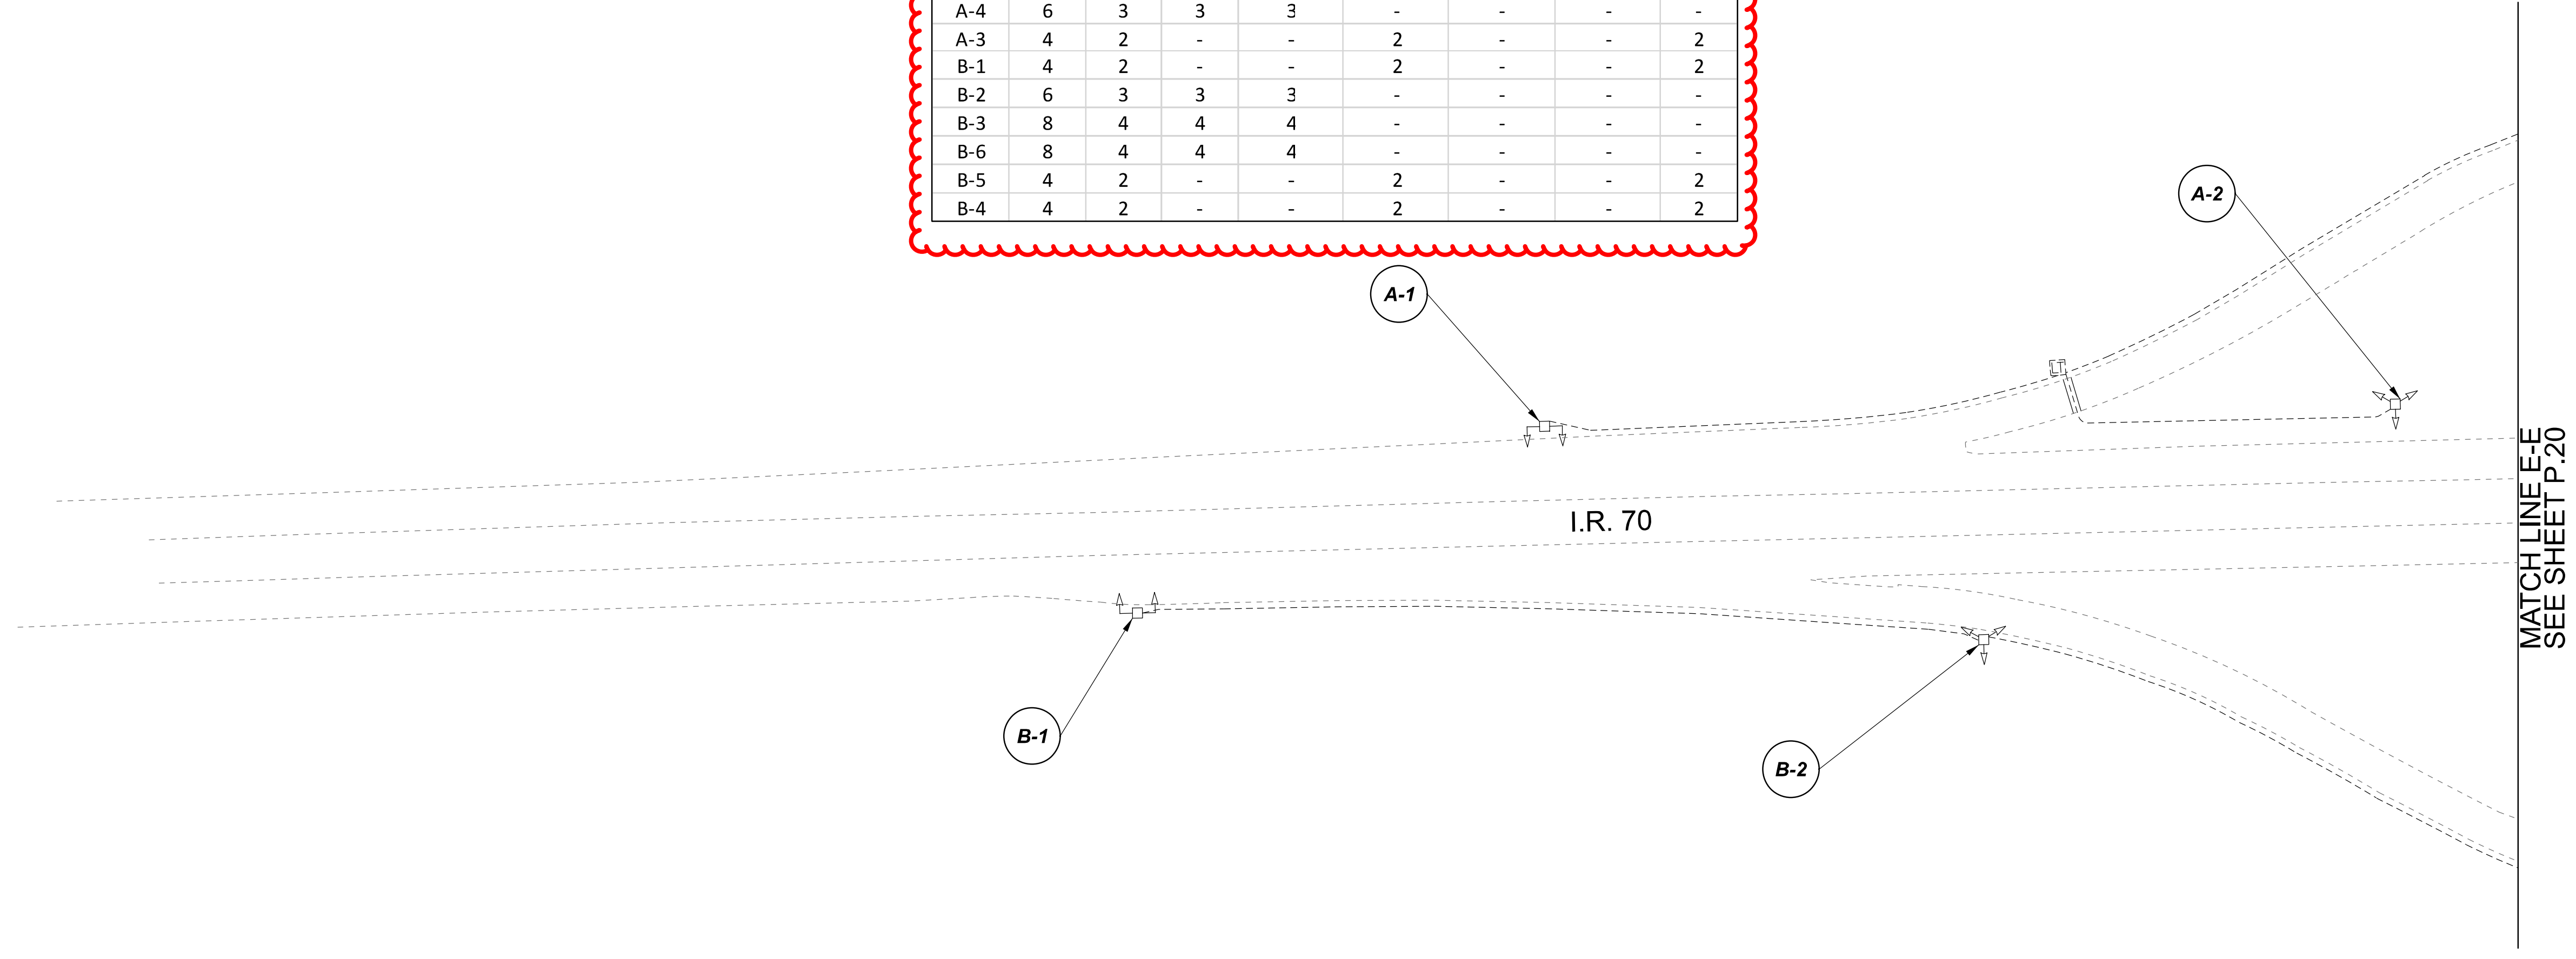 A-4 6 3 3 3 - - - -
A-3 4 2 - - 2 - - 2
B-1 4 2 - - 2 - - 2
B-2 6 3 3 3 - - - -
B-3 8 4 4 4 - - - -
B-6 8 4 4 4 - - - -
B-5 4 2 - - 2 - - 2
B-4 4 2 - - 2 - - 2
A-2
A-1
I.R. 70
MATCH LINE E-E
SEE SHEET P.20
B-1
B-2